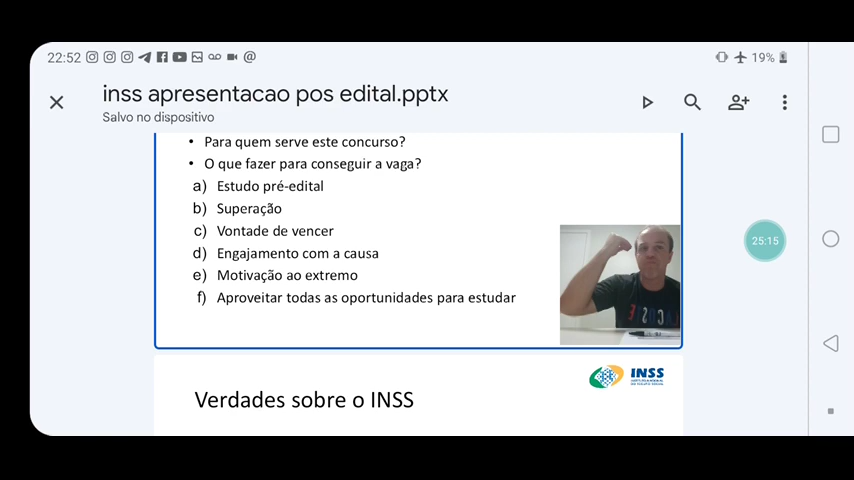 22:52
19%
inss apresentacao pos edital.pptx
Salvo no dispositivo
• Para quem serve este concurso?
• O que fazer para conseguir a vaga?
a) Estudo pré-edital
b) Superação
c) Vontade de vencer
d) Engajamento com a causa
e) Motivação ao extremo
f) Aproveitar todas as oportunidades para estudar
25:15
INSS
Verdades sobre o INSS